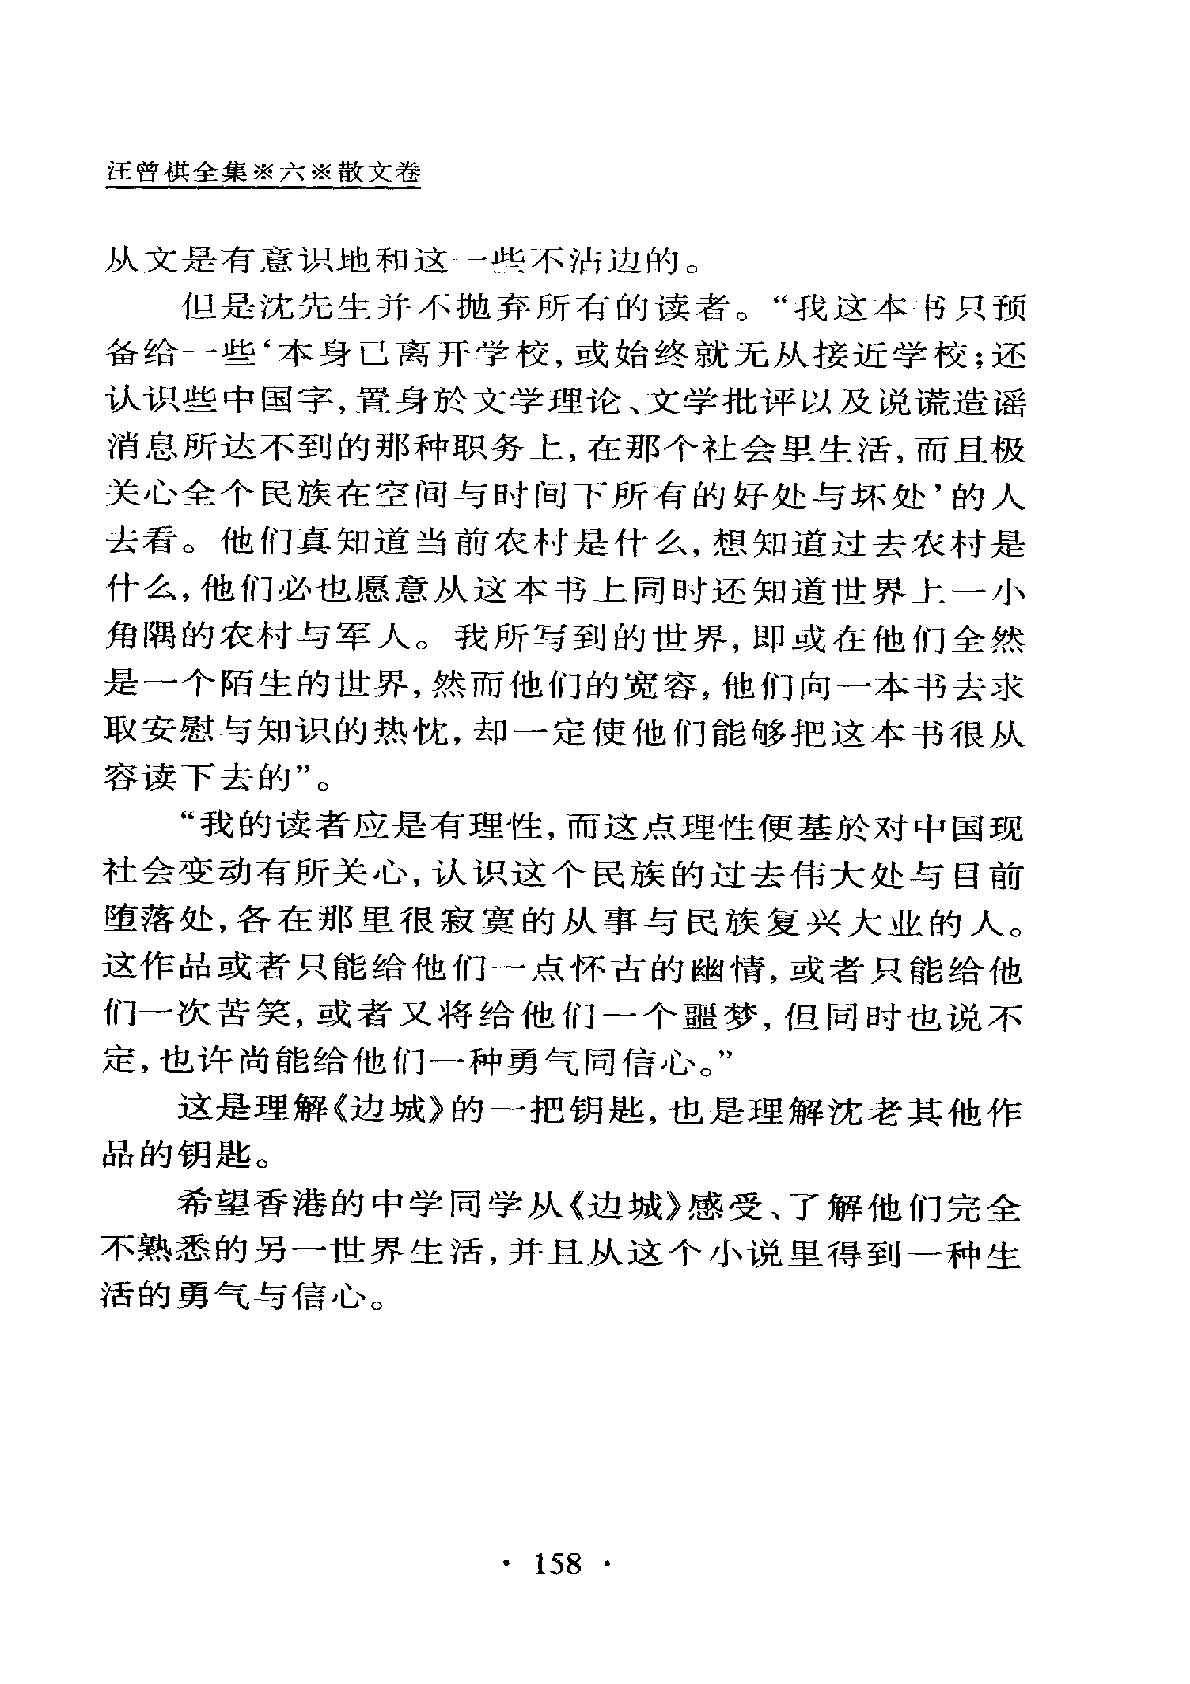 汪曾祺全集※六※散文卷
从文是有意识地和这一些不沾边的。
但是沈先生并不抛弃所有的读者。“我这本书只预
备给一些‘本身已离开学校，或始终就无从接近学校；还
认识些中国字，置身於文学理论、文学批评以及说谎造谣
消息所达不到的那种职务上，在那个社会里生活，而且极
关心全个民族在空间与时间下所有的好处与坏处’的人
去看。他们真知道当前农村是什么，想知道过去农村是
什么，他们必也愿意从这本书上同时还知道世界上一小
角隅的农村与军人。我所写到的世界，即或在他们全然
是一个陌生的世界，然而他们的宽容，他们向一本书去求
取安慰与知识的热忱，却一定使他们能够把这本书很从
容读下去的”。
“我的读者应是有理性，而这点理性便基於对中国现
社会变动有所关心，认识这个民族的过去伟大处与目前
堕落处，各在那里很寂寞的从事与民族复兴大业的人。
这作品或者只能给他们一点怀古的幽情，或者只能给他
们一次苦笑，或者又将给他们一个噩梦，但同时也说不
定，也许尚能给他们一种勇气同信心。”
这是理解《边城》的一把钥匙，也是理解沈老其他作
品的钥匙。
希望香港的中学同学从《边城》感受、了解他们完全
不熟悉的另一世界生活，并且从这个小说里得到一种生
活的勇气与信心。
· 158 ·